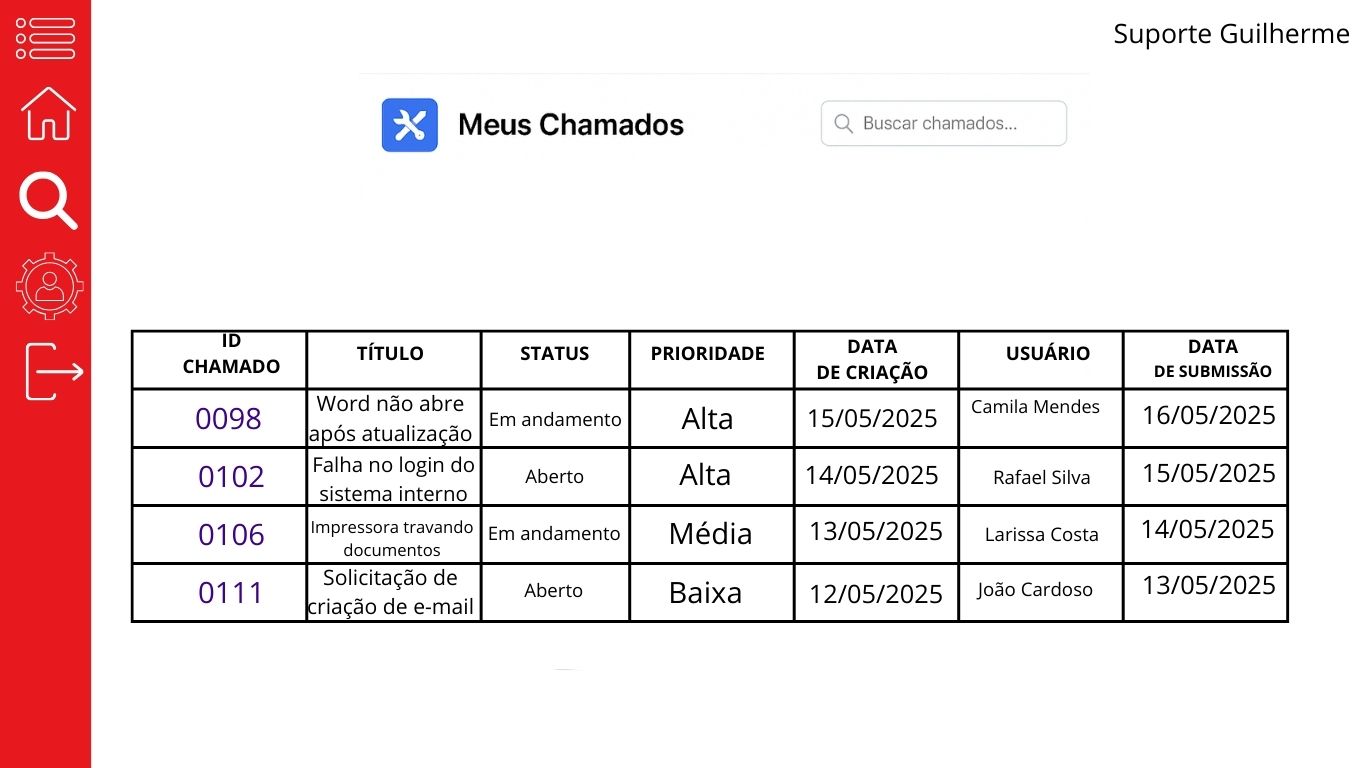 Suporte Guilherme
Meus Chamados
Buscar chamados...
ID
CHAMADO
TÍTULO
STATUS
PRIORIDADE
DATA
DE CRIAÇÃO
USUÁRIO
DATA
DE SUBMISSÃO
0098
Word não abre
após atualização
Em andamento
Alta
15/05/2025
Camila Mendes
16/05/2025
0102
Falha no login do
sistema interno
Aberto
Alta
14/05/2025
Rafael Silva
15/05/2025
0106
Impressora travando
documentos
Em andamento
Média
13/05/2025
Larissa Costa
14/05/2025
0111
Solicitação de
criação de e-mail
Aberto
Baixa
12/05/2025
João Cardoso
13/05/2025